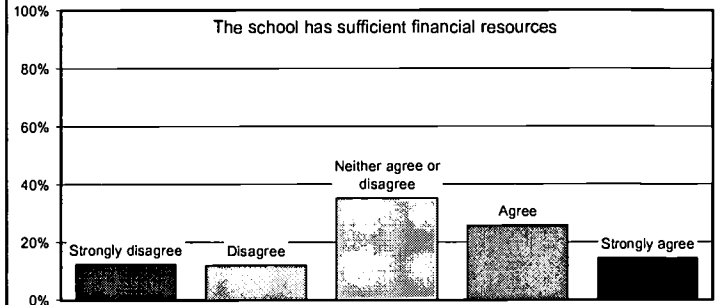 The school has sufficient financial resources
100%
80%
60%
40%
20%
0%
Strongly disagree
Disagree
Neither agree or
disagree
Agree
Strongly agree